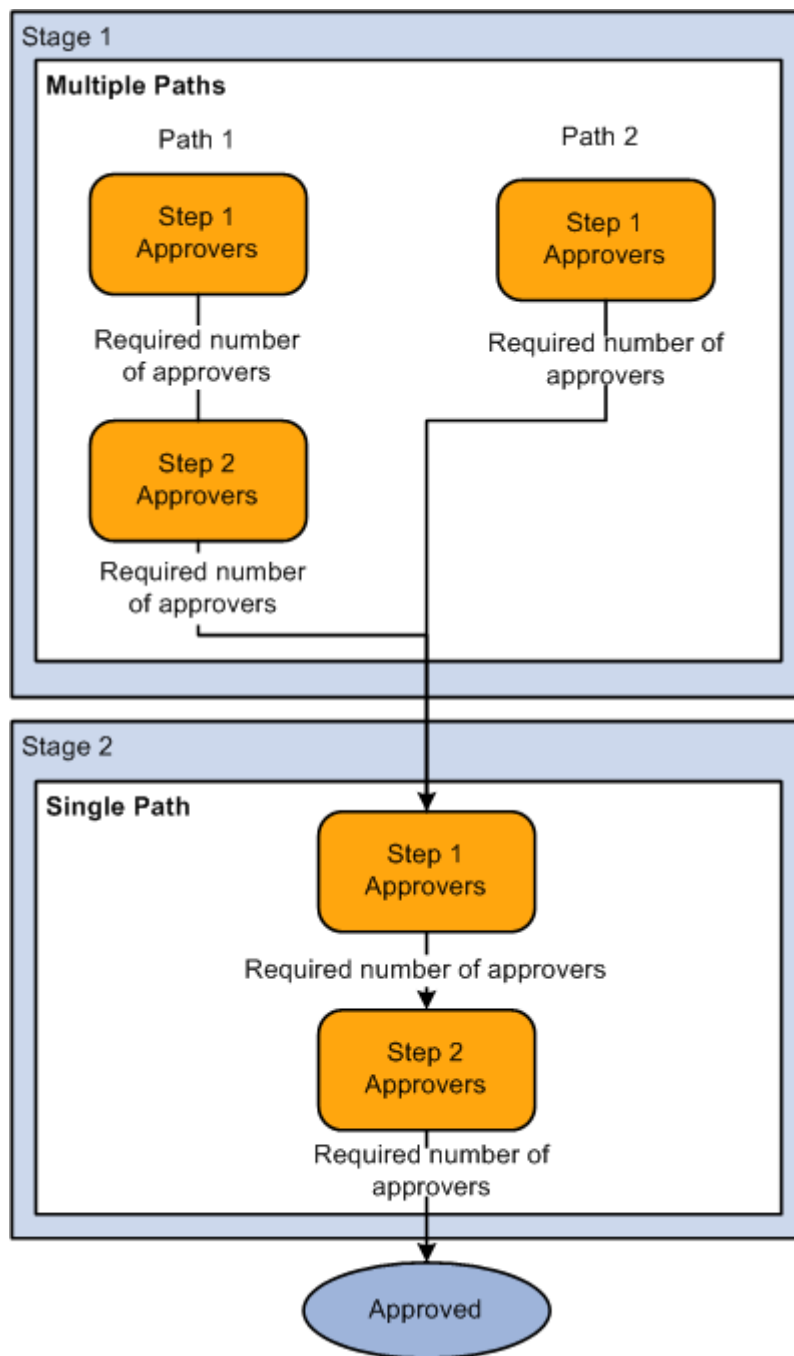 Stage 1
Multiple Paths
Path 1
Path 2
Step 1
Approvers
Step 1
Approvers
Required number
of approvers
Required number of
approvers
Step 2
Approvers
Required number
of approvers
Stage 2
Single Path
Step 1
Approvers
Required number of approvers
Step 2
Approvers
Required number of
approvers
Approved